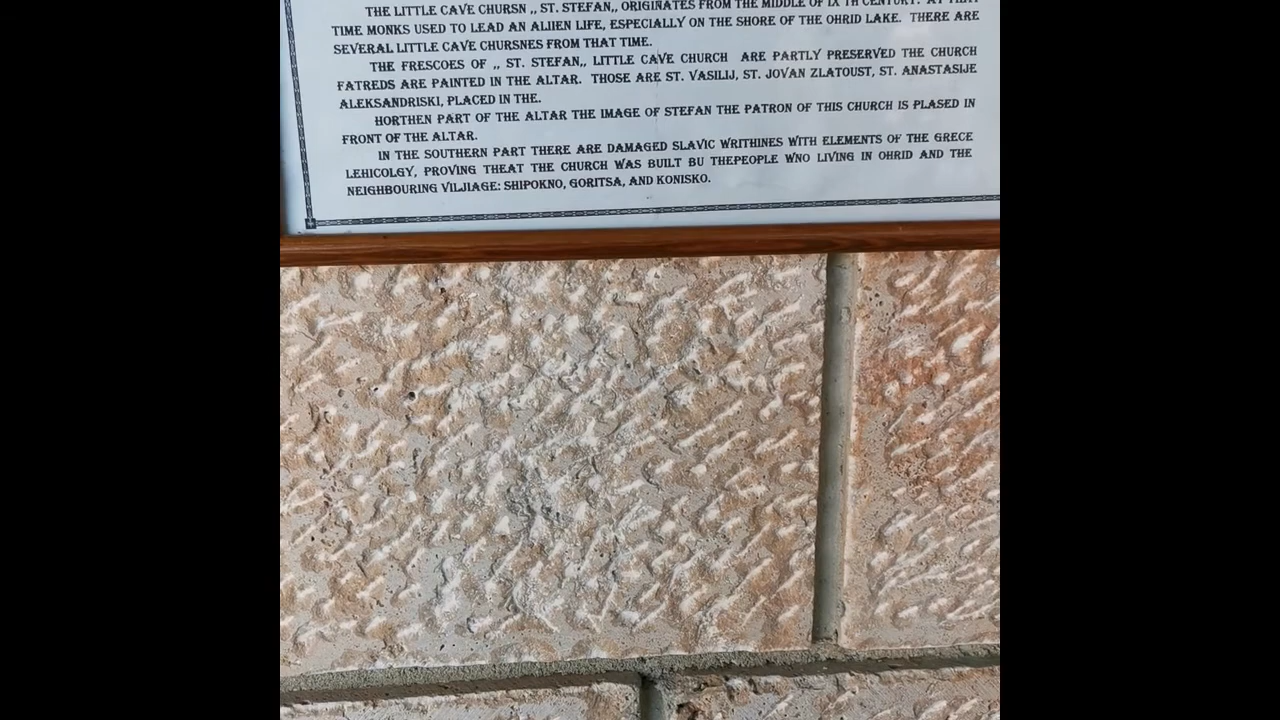 THE LITTLE CAVE CHURSN ,, ST. STEFAN,, ORIGINATES FROM THE MIDDLE OF IX TH CENTURY. AT THAT
TIME MONKS USED TO LEAD AN ALIIEN LIFE, ESPECIALLY ON THE SHORE OF THE OHRID LAKE. THERE ARE
SEVERAL LITTLE CAVE CHURSNES FROM THAT TIME.
THE FRESCOES OF ,, ST. STEFAN,, LITTLE CAVE CHURCH ARE PARTLY PRESERVED THE CHURCH
FATREDS ARE PAINTED IN THE ALTAR. THOSE ARE ST. VASILIJ, ST. JOVAN ZLATOUST, ST. ANASTASIJE
ALEKSANDRISKI, PLACED IN THE.
HORTHEN PART OF THE ALTAR THE IMAGE OF STEFAN THE PATRON OF THIS CHURCH IS PLASED IN
FRONT OF THE ALTAR.
IN THE SOUTHERN PART THERE ARE DAMAGED SLAVIC WRITHINES WITH ELEMENTS OF THE GRECE
LEHICOLGY, PROVING THEAT THE CHURCH WAS BUILT BU THEPEOPLE WNO LIVING IN OHRID AND THE
NEIGHBOURING VILJIAGE: SHIPOKNO, GORITSA, AND KONISKO.